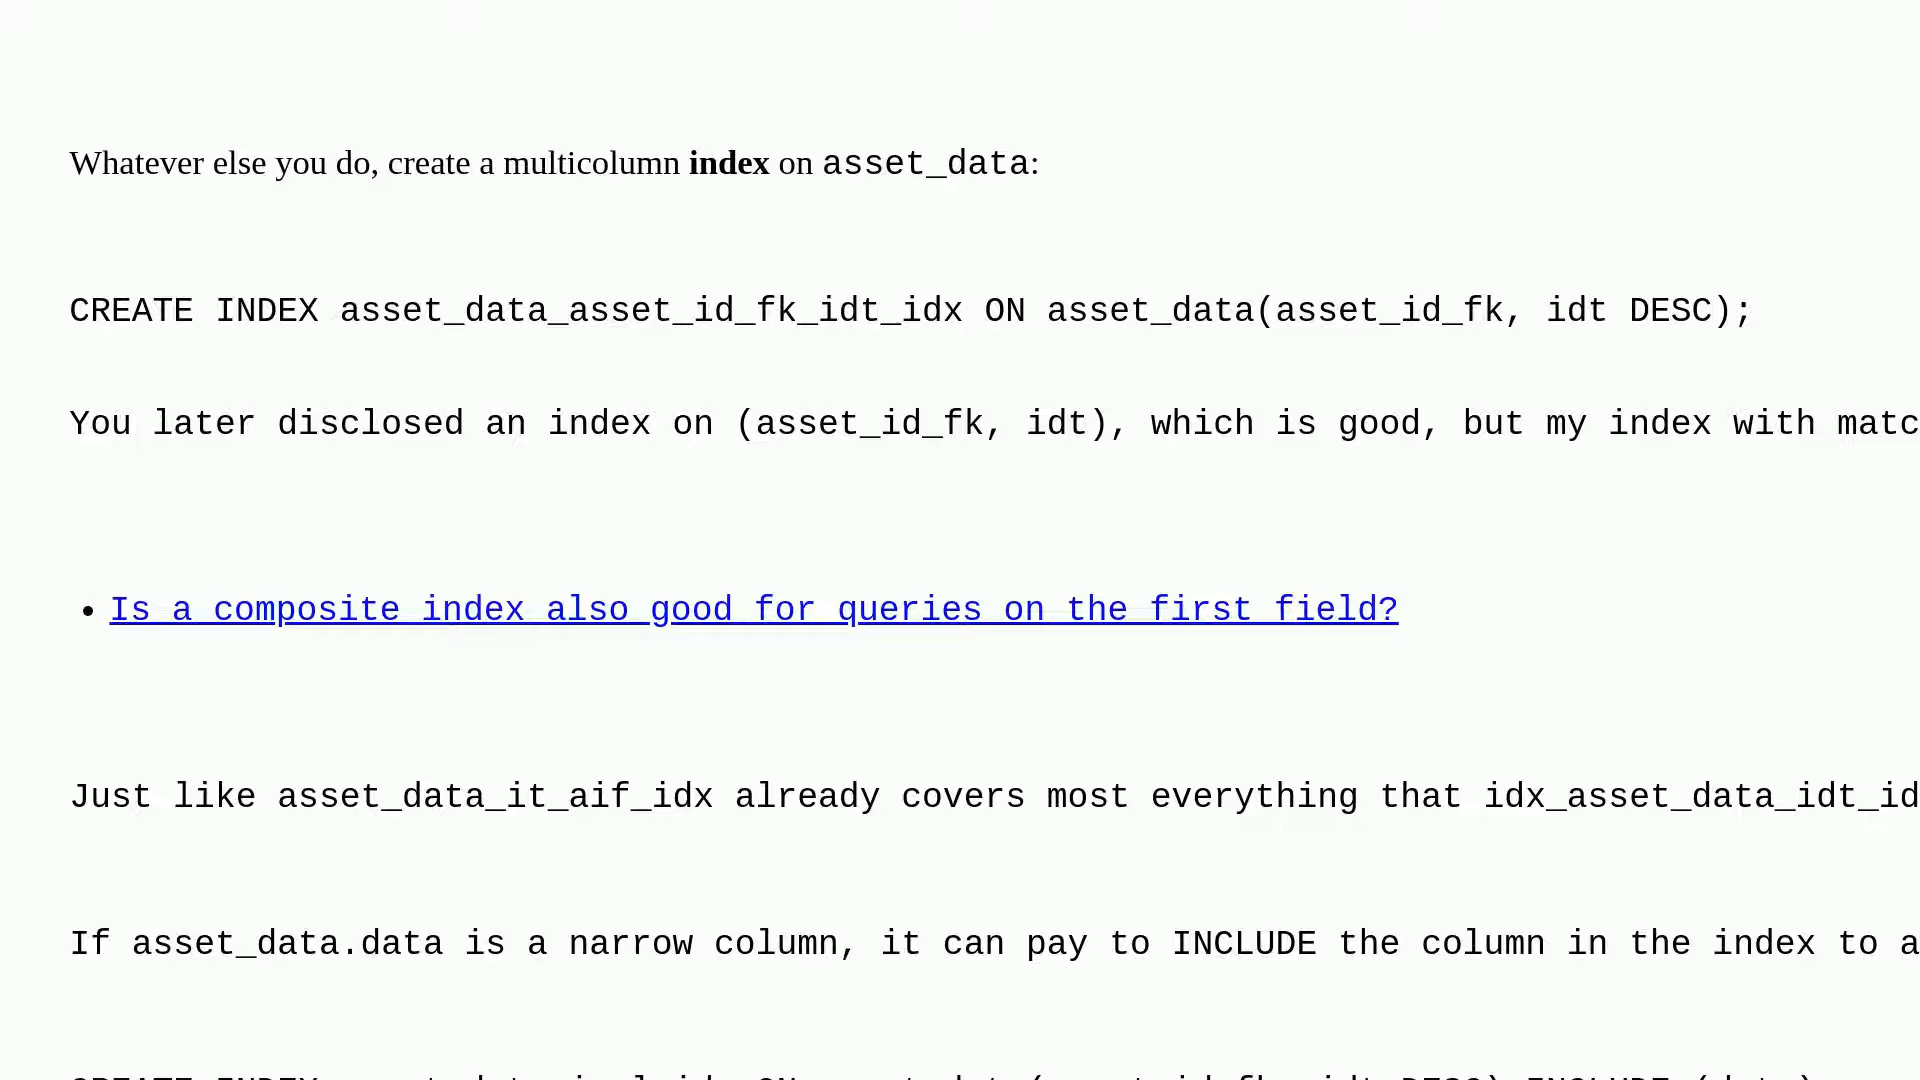 Whatever else you do, create a multicolumn index on asset_data:
CREATE INDEX asset_data_asset_id_fk_idt_idx ON asset_data(asset_id_fk, idt DESC);
You later disclosed an index on (asset_id_fk, idt), which is good, but my index with matc
• Is a composite index also good for queries on the first field?
Just like asset_data_it_aif_idx already covers most everything that idx_asset_data_idt_id
If asset_data.data is a narrow column, it can pay to INCLUDE the column in the index to a